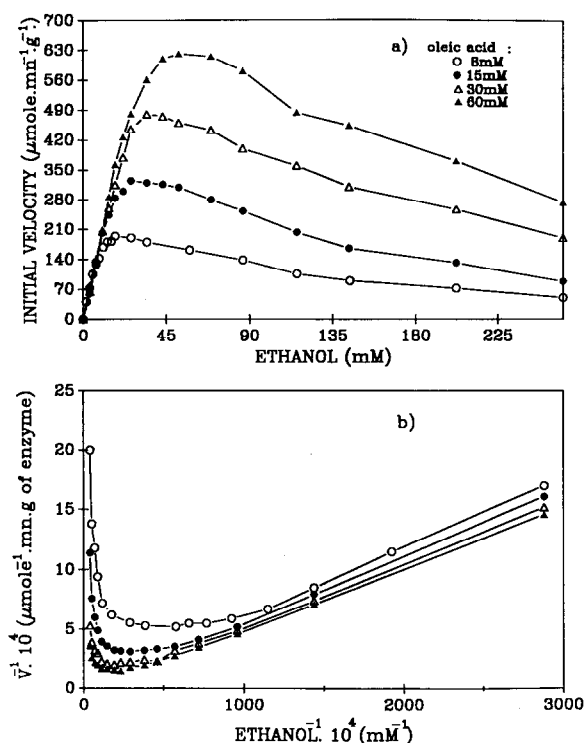 a) oleic acid :
8mM
15mM
30mM
60mM
INITIAL VELOCITY (μmole.mn⁻¹.g⁻¹)
700
630
560
490
420
350
280
210
140
70
0
0 45 90 135 180 225
ETHANOL (mM)
b)
V̄¹.10⁴ (μmole̅¹.mn.g of enzyme)
25
20
15
10
5
0
0 1000 2000 3000
ETHANOL̅¹.10⁴ (mM̅¹)